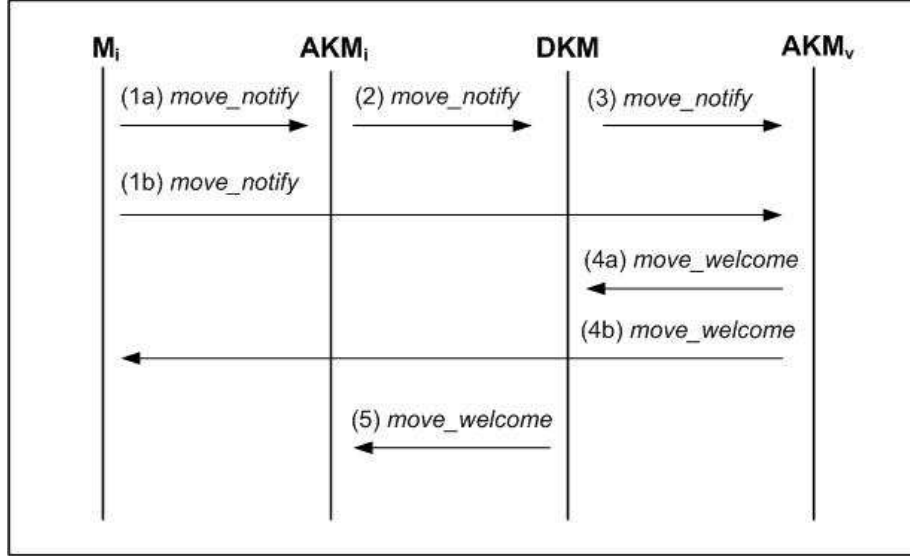 Mi AKMi DKM AKMv
(1a) move_notify (2) move_notify (3) move_notify
(1b) move_notify
(4a) move_welcome
(4b) move_welcome
(5) move_welcome